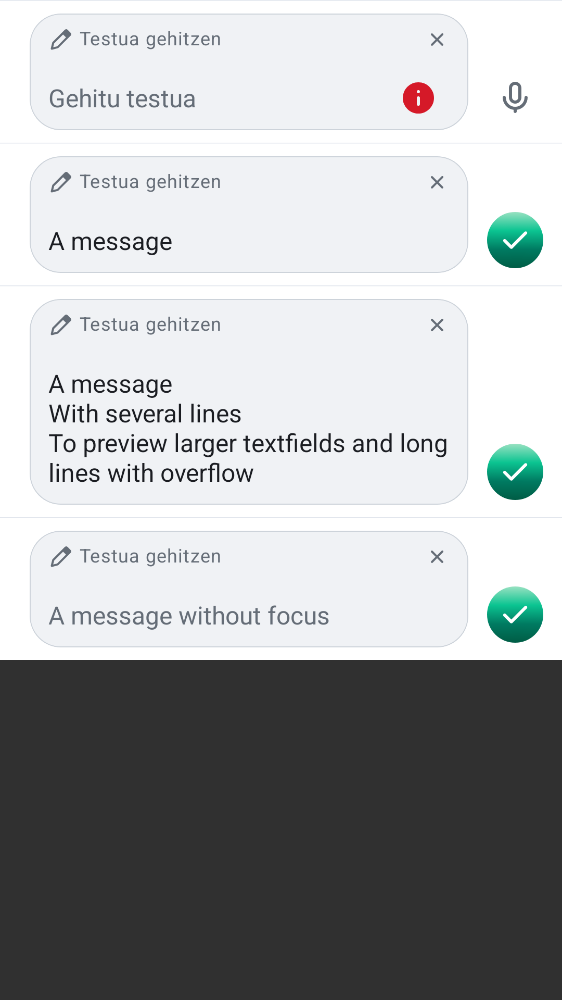 Testua gehitzen
Gehitu testua
Testua gehitzen
A message
Testua gehitzen
A message
With several lines
To preview larger textfields and long
lines with overflow
Testua gehitzen
A message without focus